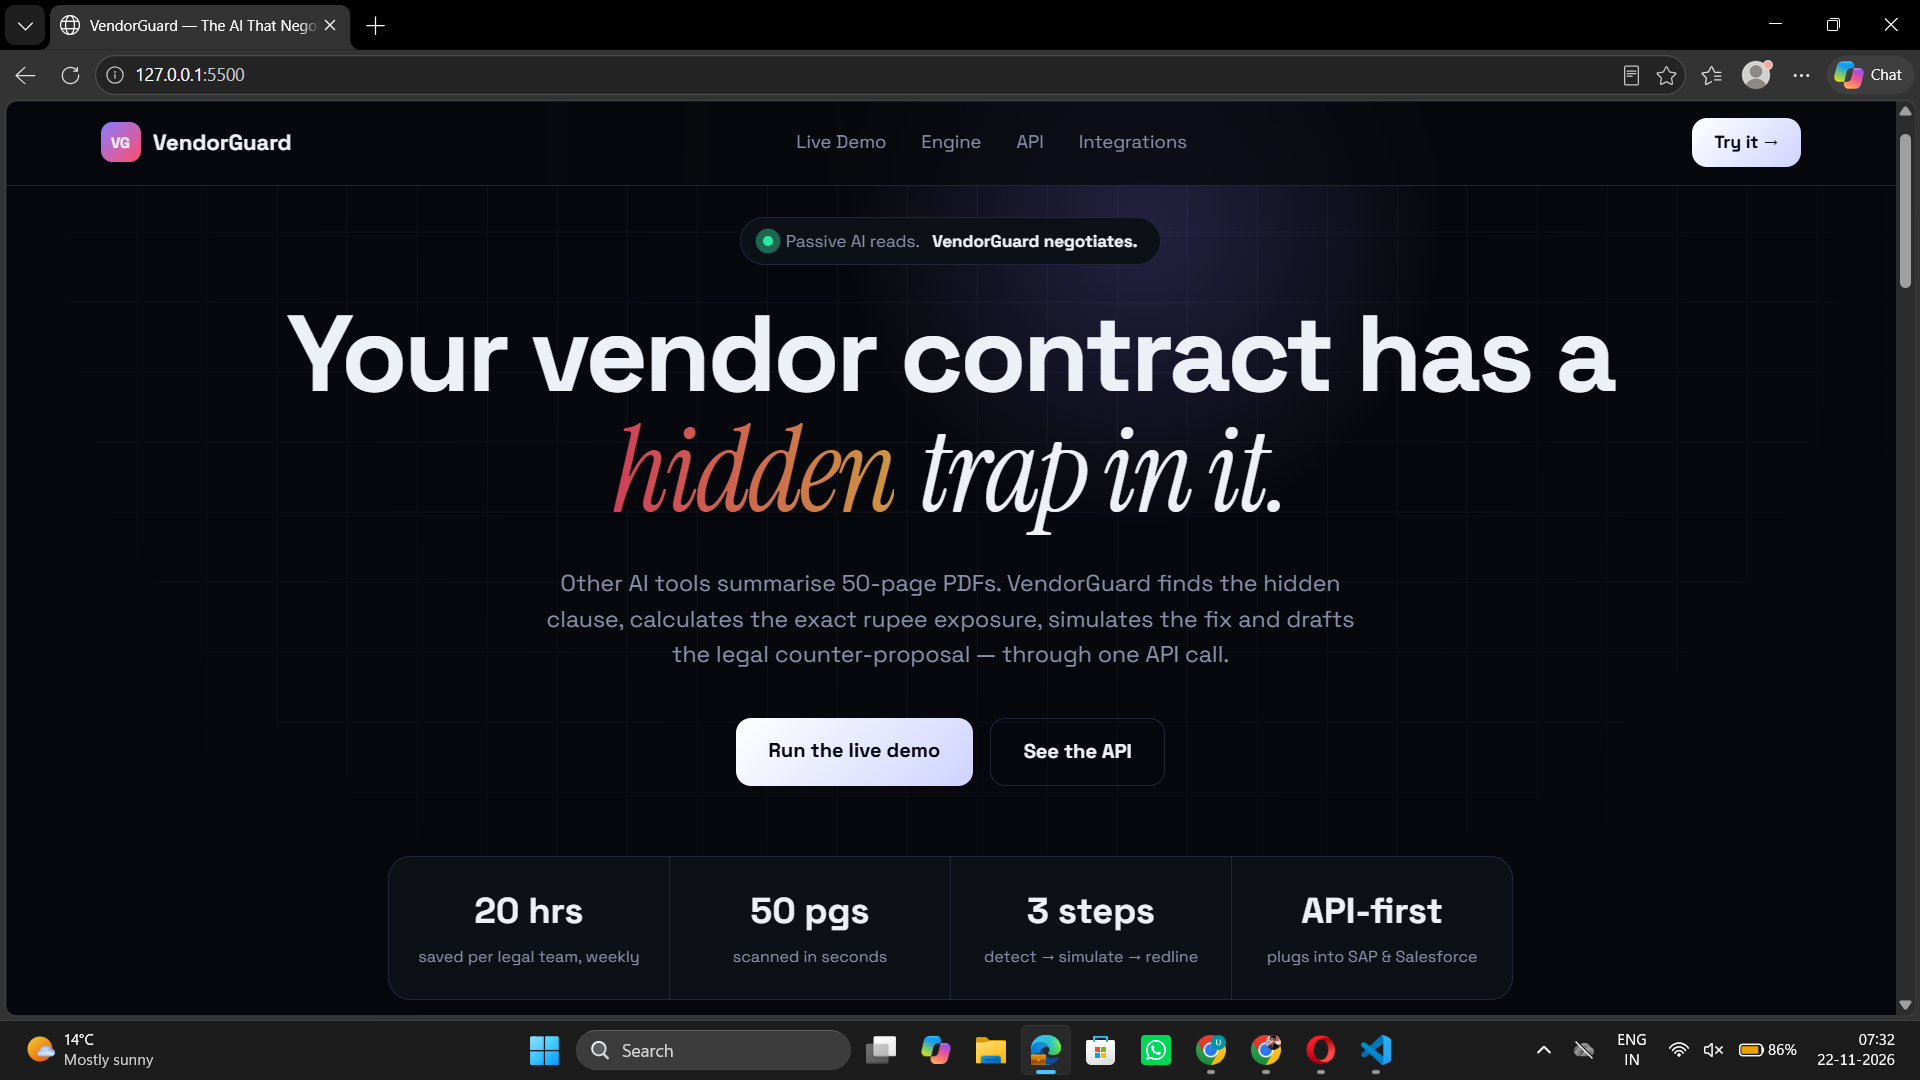 VendorGuard — The AI That Nego
127.0.0.1:5500
Chat
VG VendorGuard
Live Demo Engine API Integrations
Try it →
Passive AI reads. VendorGuard negotiates.
Your vendor contract has a
hidden trap in it.
Other AI tools summarise 50-page PDFs. VendorGuard finds the hidden
clause, calculates the exact rupee exposure, simulates the fix and drafts
the legal counter-proposal — through one API call.
Run the live demo
See the API
20 hrs
saved per legal team, weekly
50 pgs
scanned in seconds
3 steps
detect → simulate → redline
API-first
plugs into SAP & Salesforce
14°C
Mostly sunny
Search
ENG
IN
86%
07:32
22-11-2026